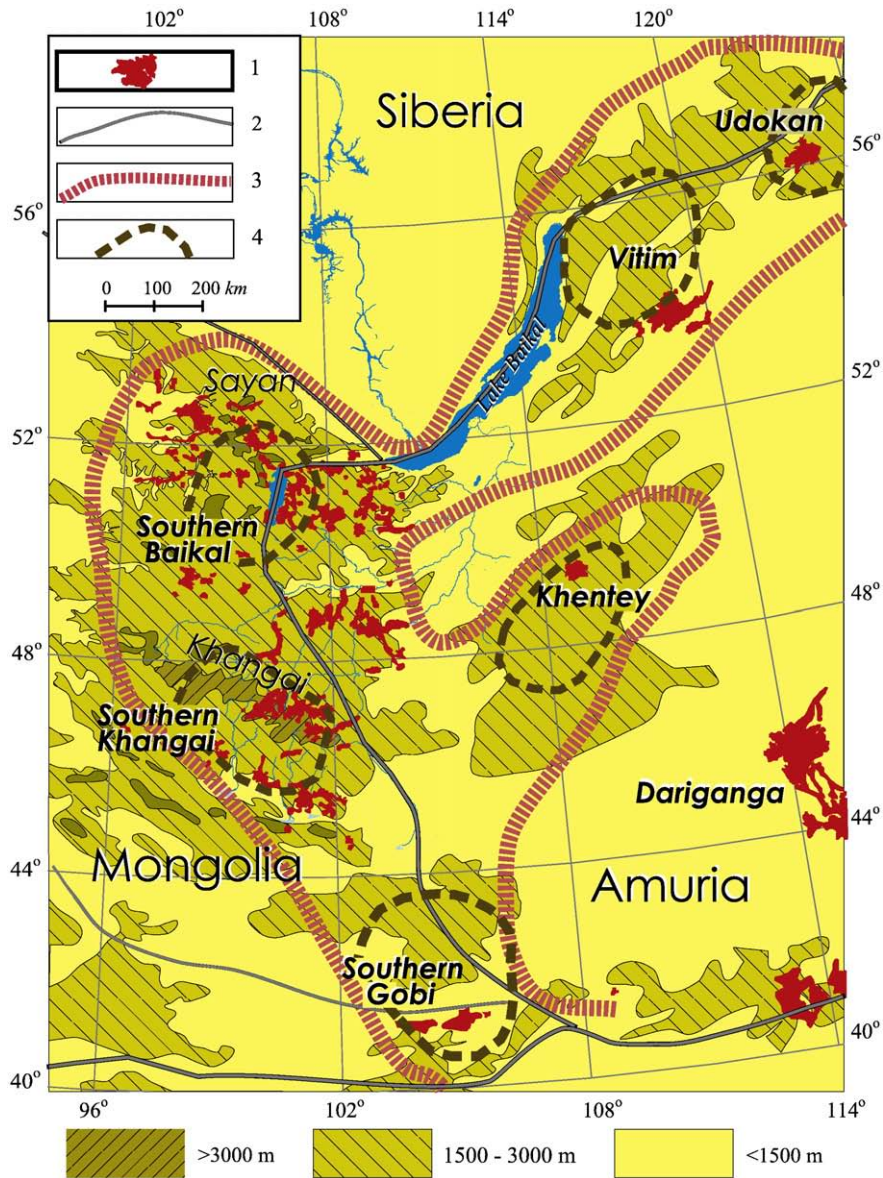 102° 108° 114° 120°
1
2
3
4
0 100 200 km
Siberia
Udokan
56°
56°
Vitim
Lake Baikal
Sayan
52°
52°
Southern
Baikal
Khentey
48°
48°
Khangai
Southern
Khangai
Dariganga
44°
44°
Mongolia
Amuria
Southern
Gobi
40°
40°
96° 102° 108° 114°
>3000 m 1500 - 3000 m <1500 m